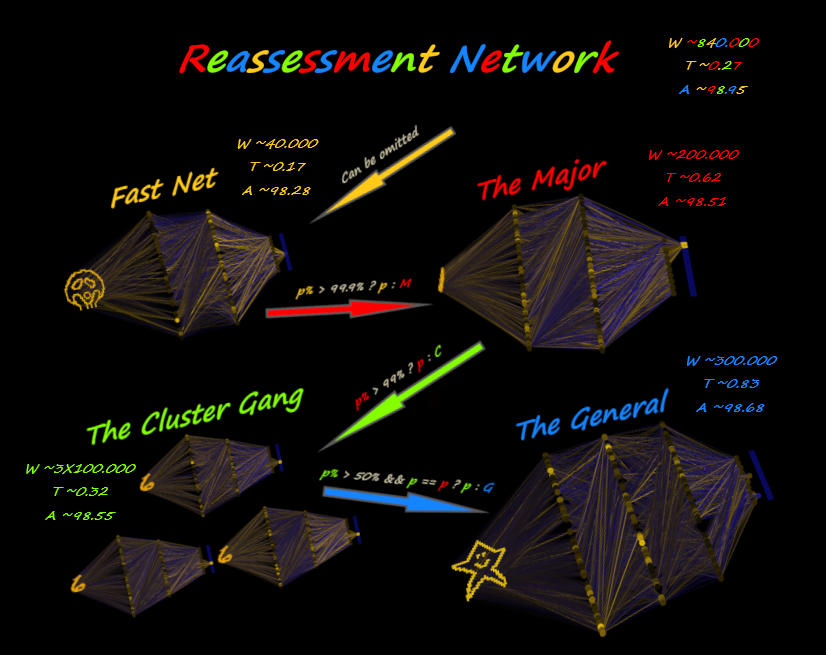 Reassessment Network
W ~840.000
T ~0.27
A ~98.95
Can be omitted
Fast Net
W ~40.000
T ~0.17
A ~98.28
The Major
W ~200.000
T ~0.62
A ~98.51
p% > 99.9% ? p : M
p% > 99% ? p : C
The Cluster Gang
W ~3X100.000
T ~0.32
A ~98.55
The General
W ~300.000
T ~0.83
A ~98.68
p% > 50% && p == p ? p : G